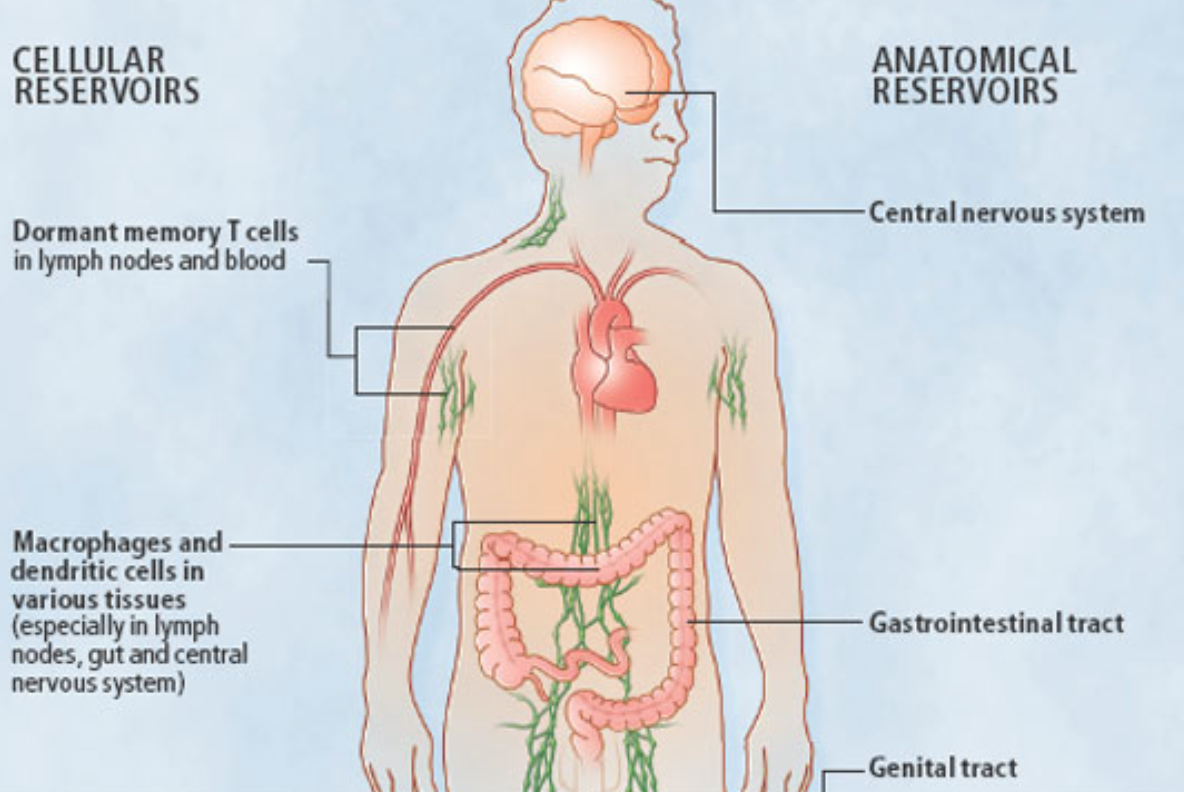 CELLULAR
RESERVOIRS
Dormant memory T cells
in lymph nodes and blood
Macrophages and
dendritic cells in
various tissues
(especially in lymph
nodes, gut and central
nervous system)
ANATOMICAL
RESERVOIRS
Central nervous system
Gastrointestinal tract
Genital tract